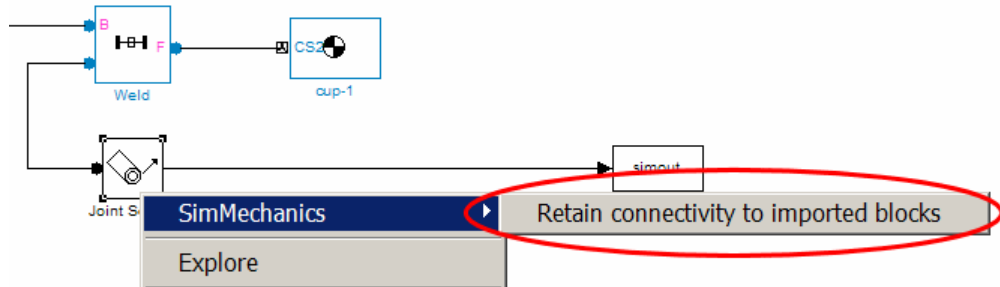 B
F
CS2
Weld
cup-1
simout
Joint S
SimMechanics
Retain connectivity to imported blocks
Explore